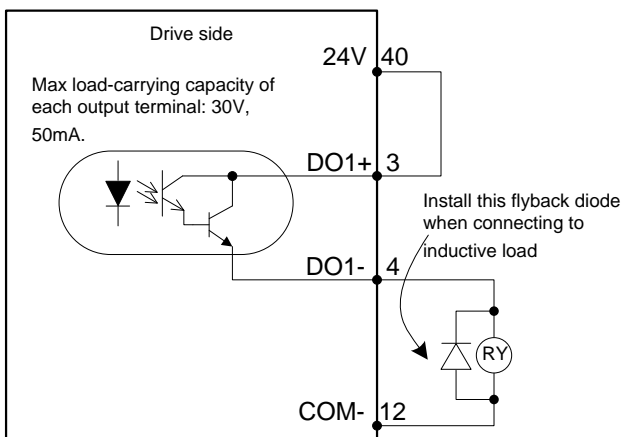 Drive side
24V 40
Max load-carrying capacity of
each output terminal: 30V,
50mA.
DO1+ 3
Install this flyback diode
when connecting to
inductive load
DO1- 4
RY
COM- 12